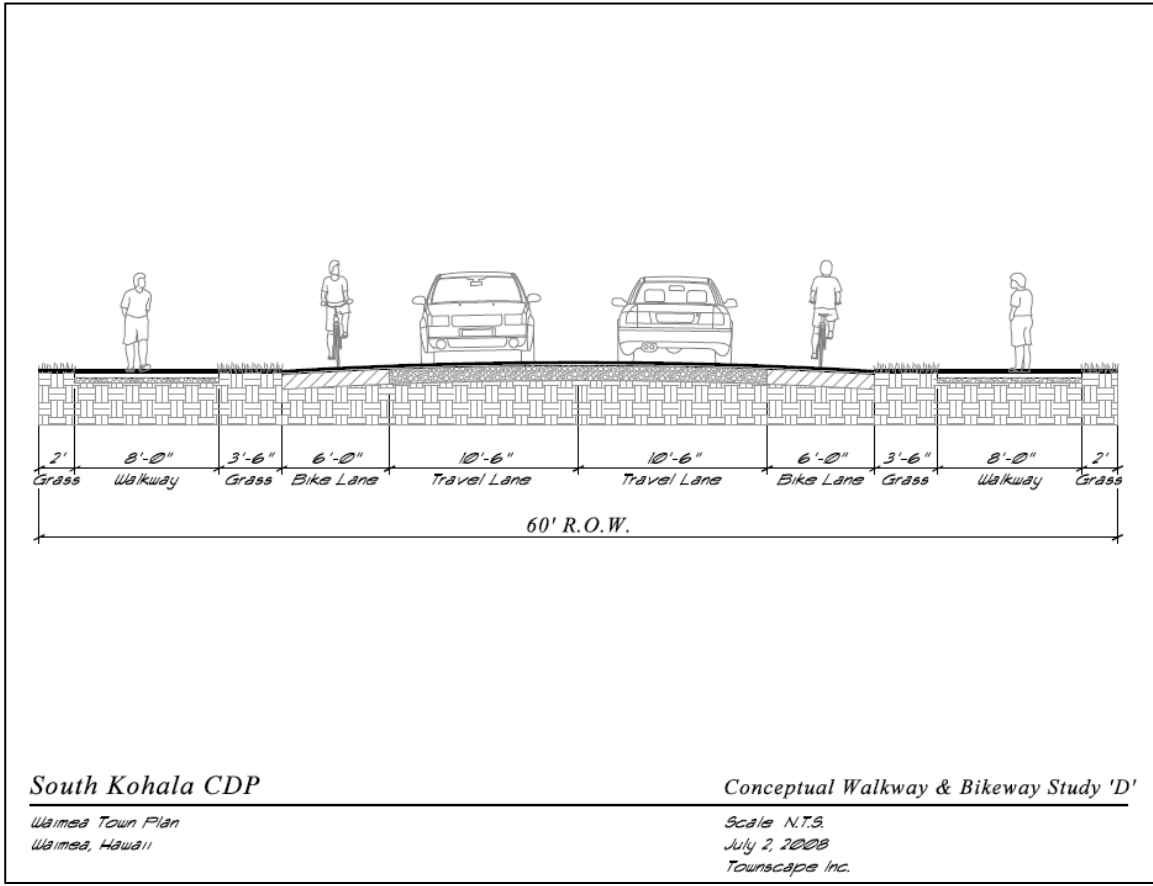 2' 8'-0" 3'-6" 6'-0" 10'-6" 10'-6" 6'-0" 3'-6" 8'-0" 2'
Grass Walkway Grass Bike Lane Travel Lane Travel Lane Bike Lane Grass Walkway Grass
60' R.O.W.
South Kohala CDP
Waimea Town Plan
Waimea, Hawaii
Conceptual Walkway & Bikeway Study 'D'
Scale N.T.S.
July 2, 2008
Townscape Inc.